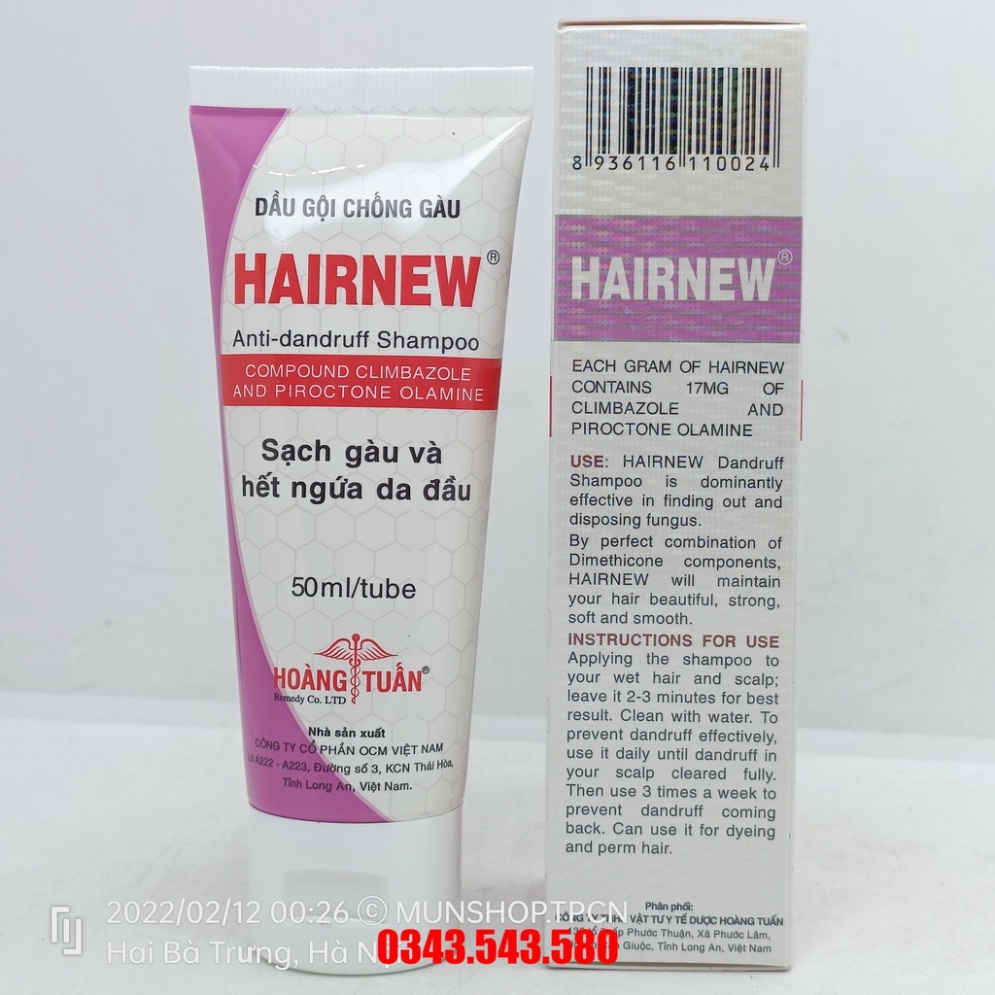 DẦU GỘI CHỐNG GÀU
HAIRNEW®
Anti-dandruff Shampoo
COMPOUND CLIMBAZOLE
AND PIROCTONE OLAMINE
Sạch gàu và
hết ngứa da đầu
50ml/tube
HOÀNG TUẤN®
Remedy Co. LTD
Nhà sản xuất
CÔNG TY CỔ PHẦN OCM VIỆT NAM
Lô A222 - A223, Đường số 3, KCN Thái Hòa,
Tỉnh Long An, Việt Nam.
8 936116 110024
HAIRNEW®
EACH GRAM OF HAIRNEW
CONTAINS 17MG OF
CLIMBAZOLE AND
PIROCTONE OLAMINE
USE: HAIRNEW Dandruff
Shampoo is dominantly
effective in finding out and
disposing fungus.
By perfect combination of
Dimethicone components,
HAIRNEW will maintain
your hair beautiful, strong,
soft and smooth.
INSTRUCTIONS FOR USE
Applying the shampoo to
your wet hair and scalp;
leave it 2-3 minutes for best
result. Clean with water. To
prevent dandruff effectively,
use it daily until dandruff in
your scalp cleared fully.
Then use 3 times a week to
prevent dandruff coming
back. Can use it for dyeing
and perm hair.
Phân phối:
CÔNG TY TNHH VẬT TƯ Y TẾ DƯỢC HOÀNG TUẤN
Ấp Phước Thuận, Xã Phước Lâm,
Giuộc, Tỉnh Long An, Việt Nam
2022/02/12 00:26 © MUNSHOP.TPCN
Hai Bà Trưng, Hà
0343.543.580